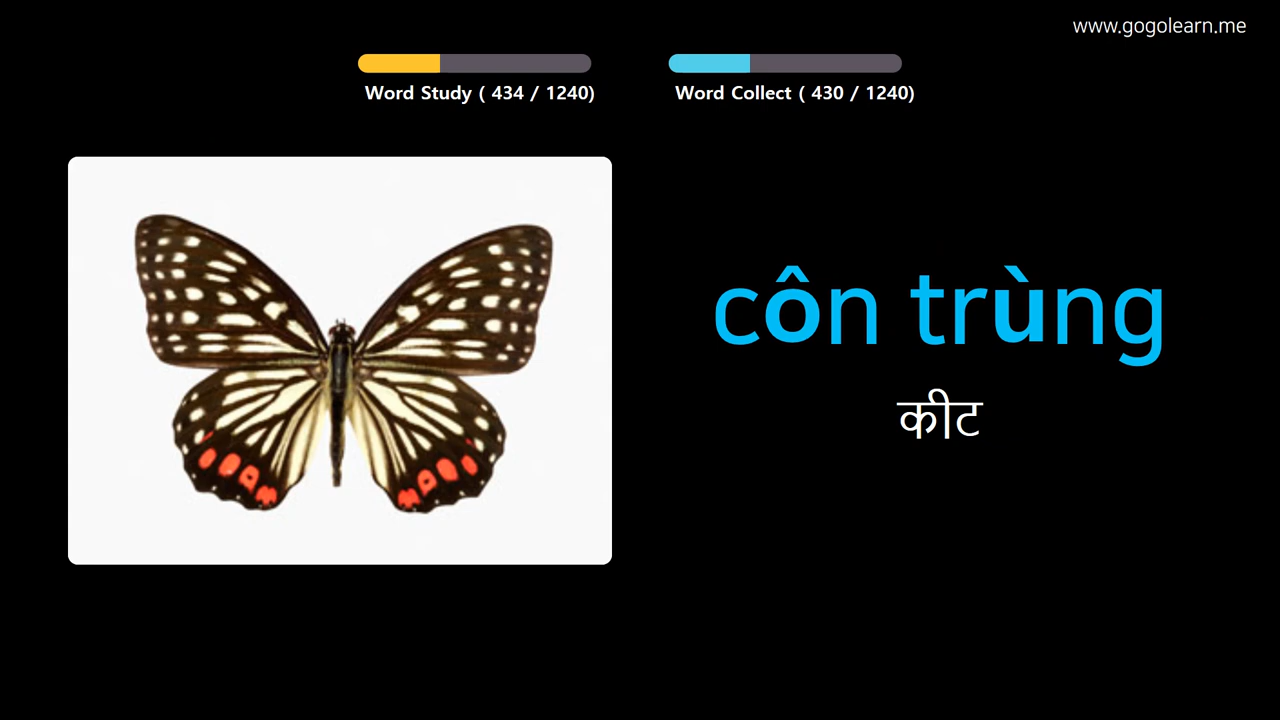 www.gogolearn.me
Word Study ( 434 / 1240)
Word Collect ( 430 / 1240)
côn trùng
कीट